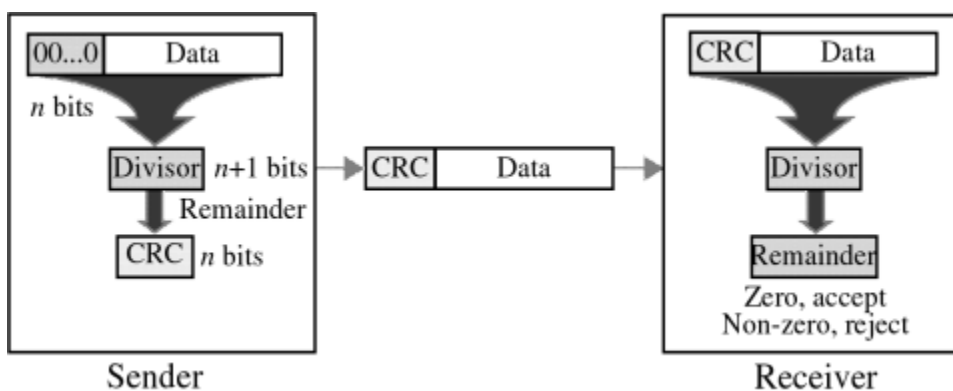 00...0 Data
n bits
Divisor n+1 bits
Remainder
CRC n bits
Sender
CRC Data
CRC Data
Divisor
Remainder
Zero, accept
Non-zero, reject
Receiver